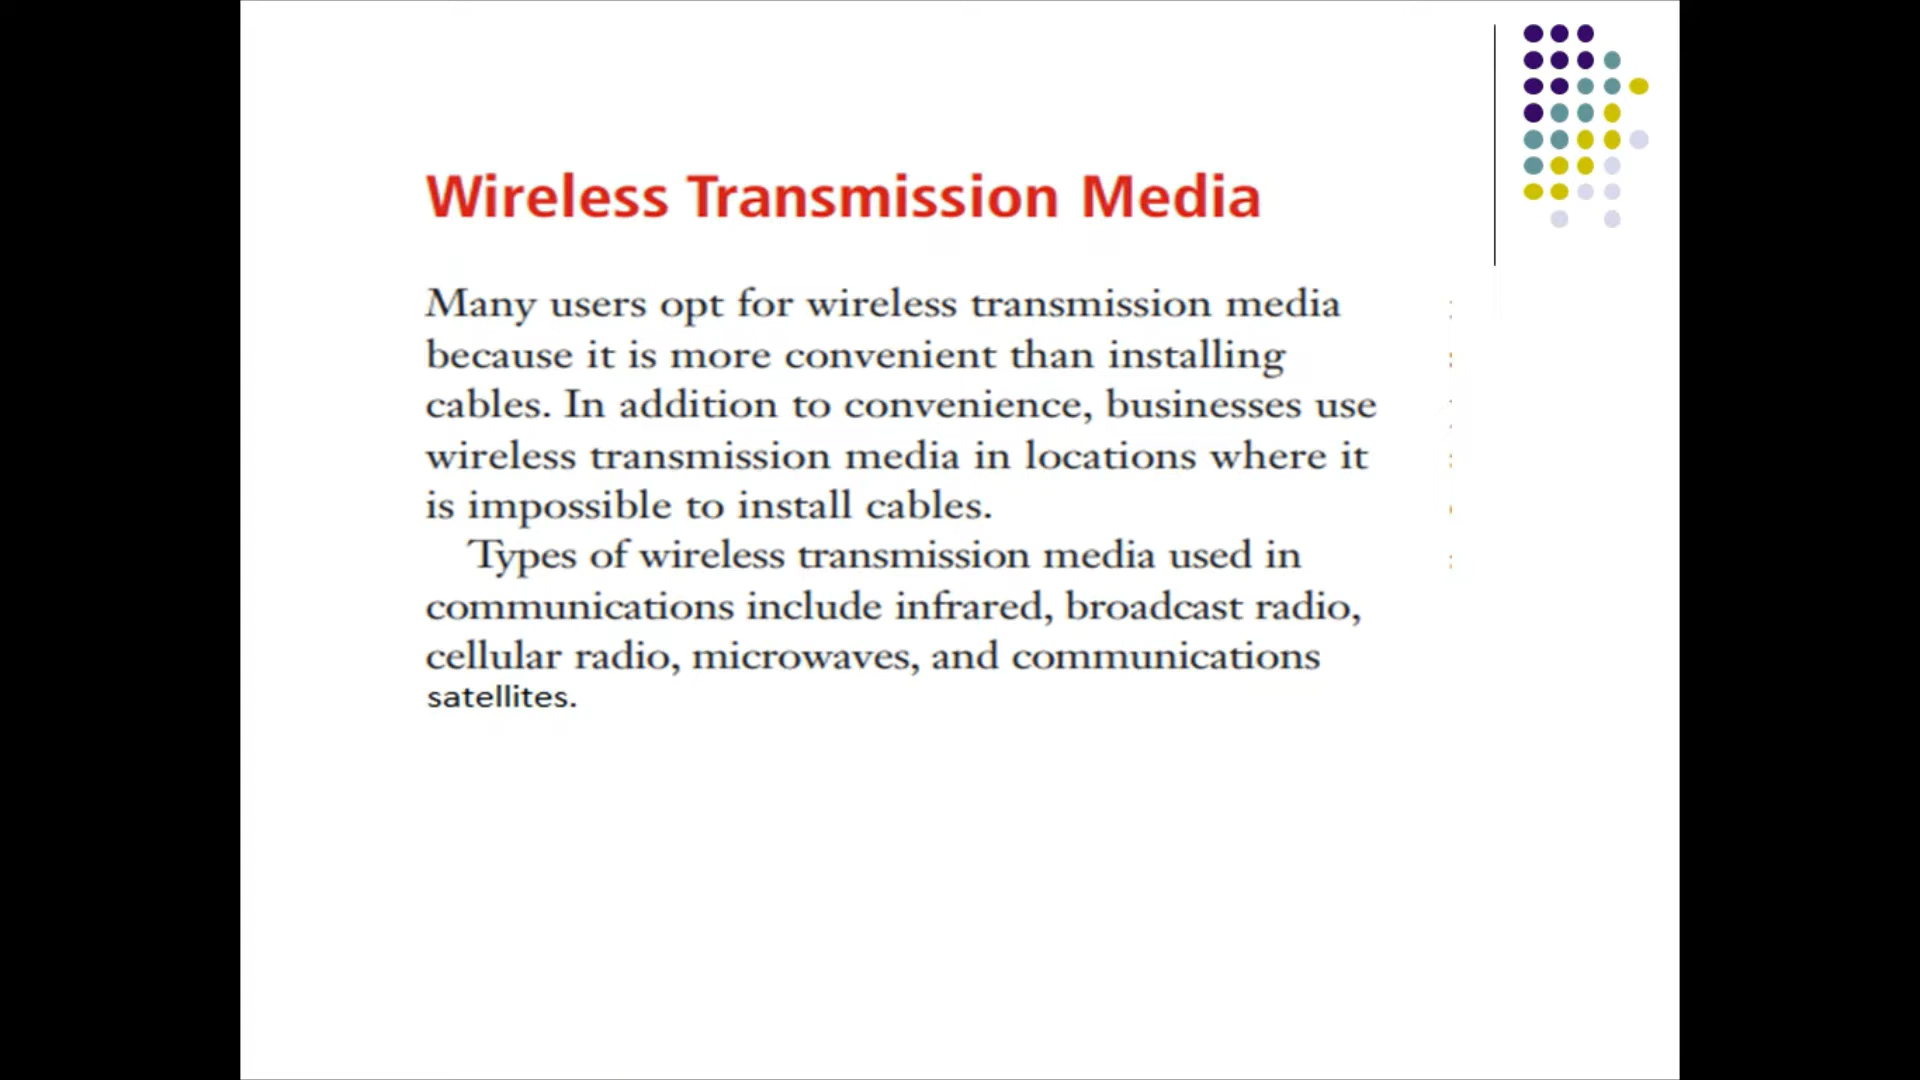 Wireless Transmission Media
Many users opt for wireless transmission media
because it is more convenient than installing
cables. In addition to convenience, businesses use
wireless transmission media in locations where it
is impossible to install cables.
Types of wireless transmission media used in
communications include infrared, broadcast radio,
cellular radio, microwaves, and communications
satellites.